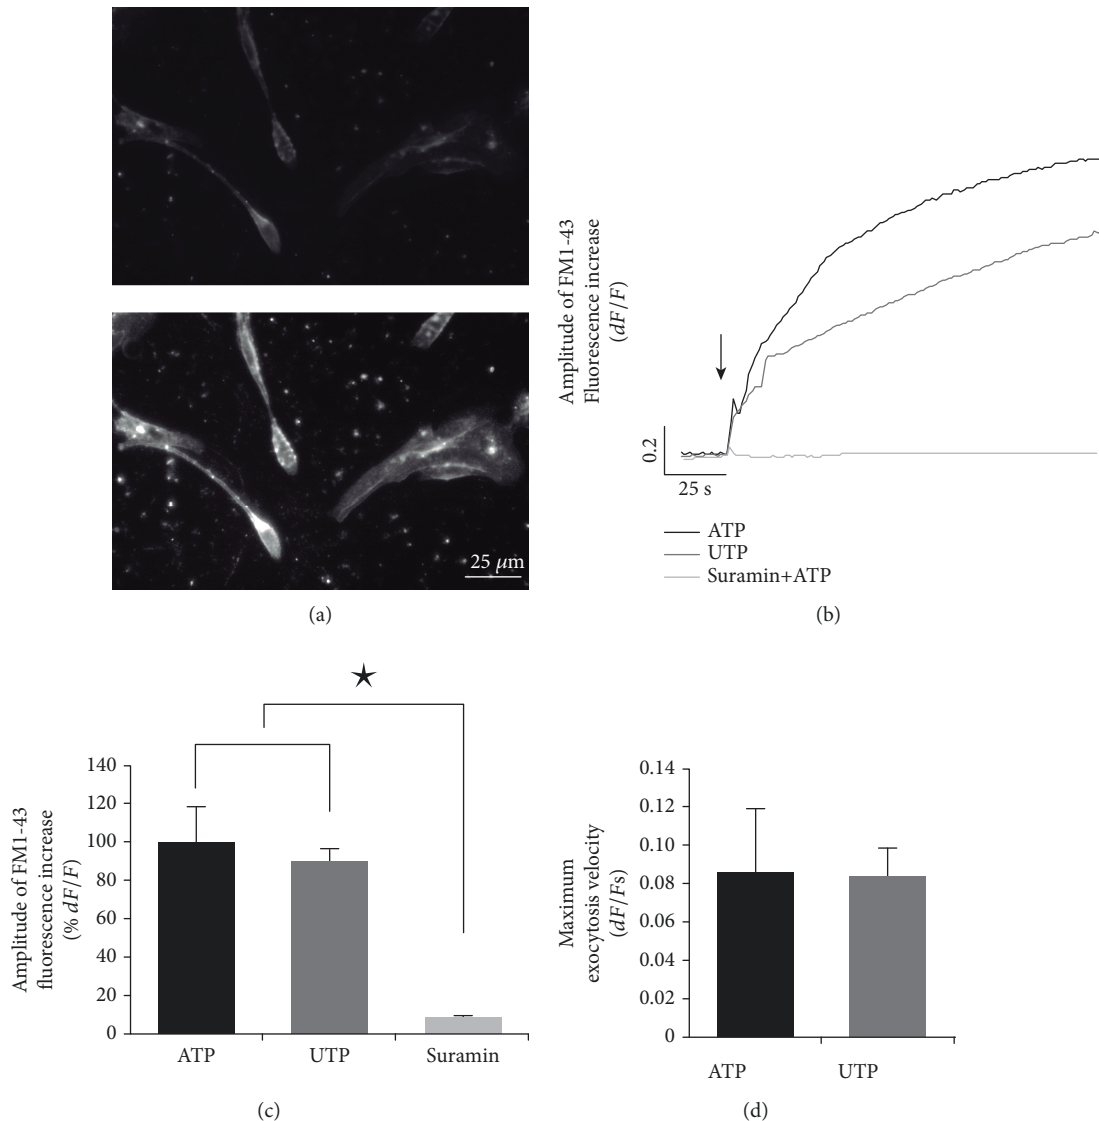 25 μm
(a)
Amplitude of FM1-43
Fluorescence increase
(dF/F)
0.2
25 s
ATP
UTP
Suramin+ATP
(b)
★
Amplitude of FM1-43
fluorescence increase
(% dF/F)
140
120
100
80
60
40
20
0
ATP UTP Suramin
(c)
Maximum
exocytosis velocity
(dF/Fs)
0.14
0.12
0.10
0.08
0.06
0.04
0.02
0
ATP UTP
(d)